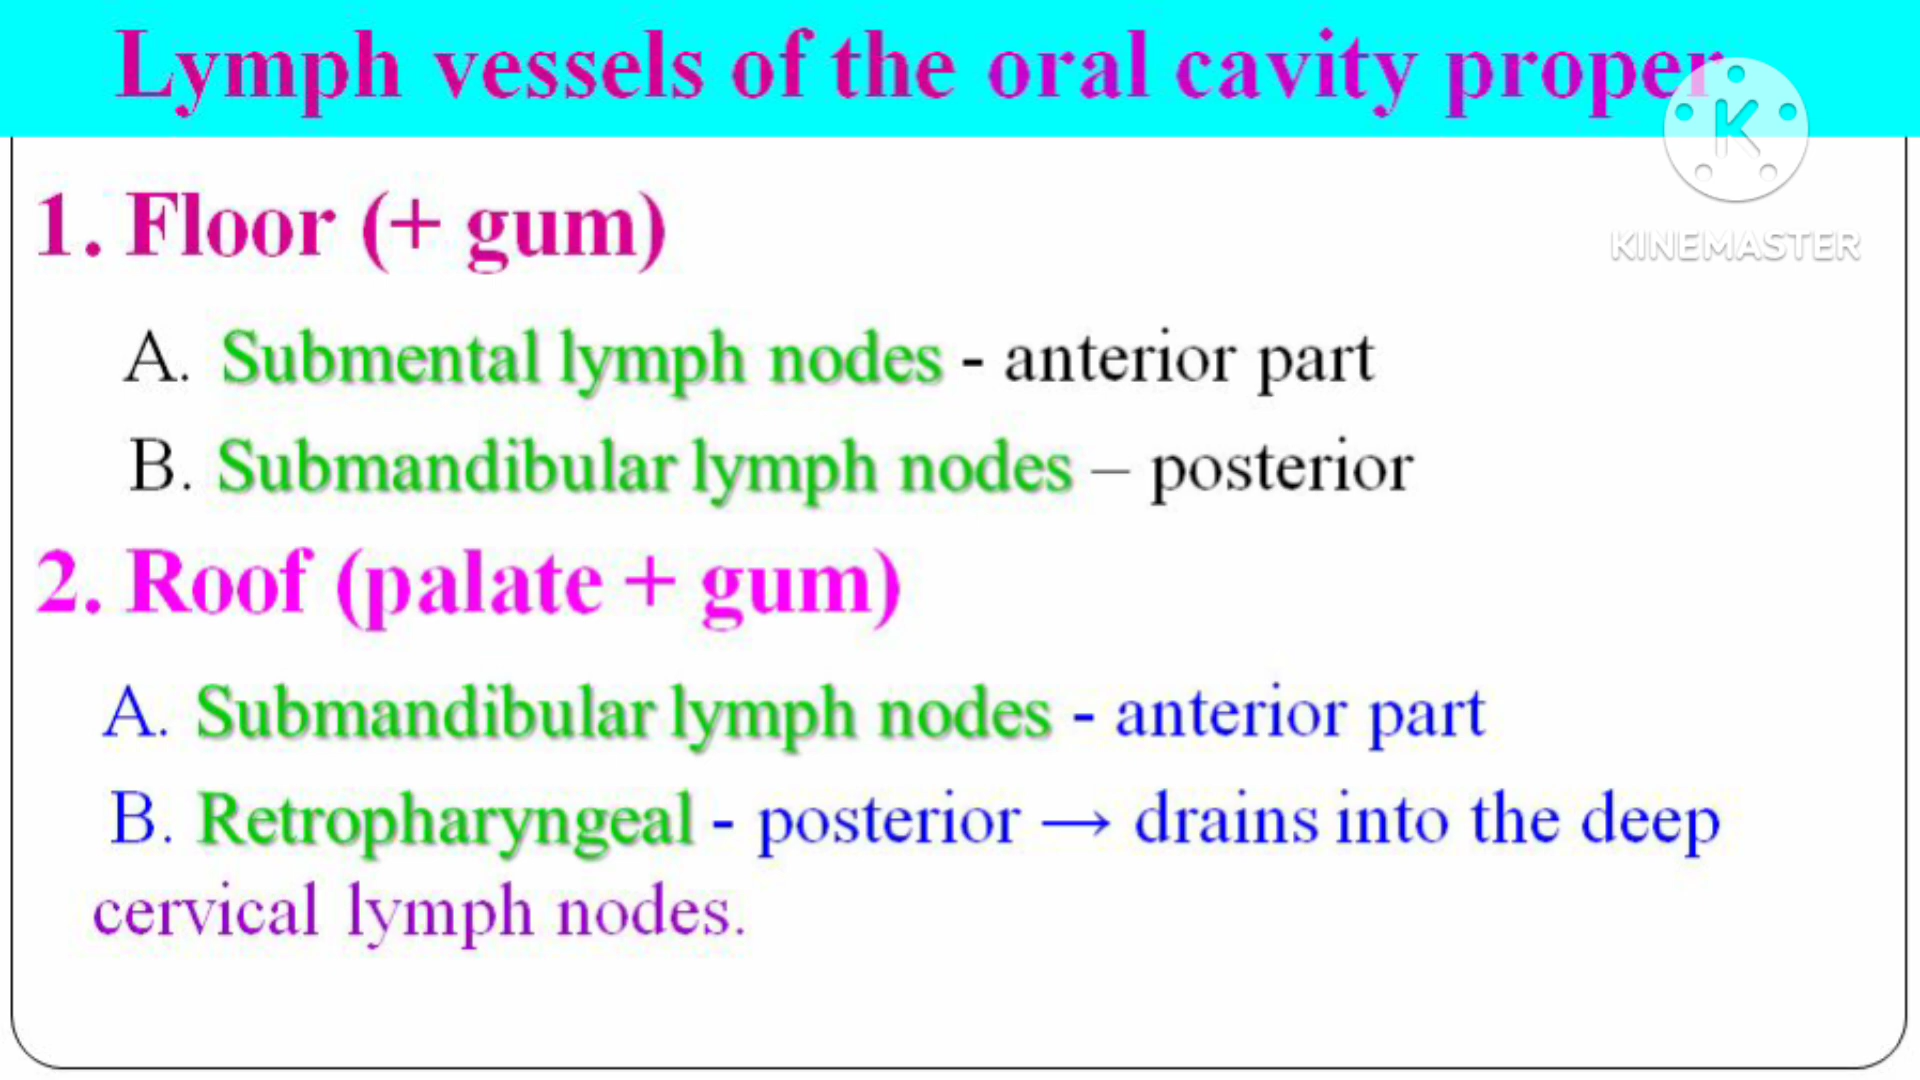 Lymph vessels of the oral cavity proper
K
KINEMASTER
1. Floor (+ gum)
A. Submental lymph nodes - anterior part
B. Submandibular lymph nodes – posterior
2. Roof (palate + gum)
A. Submandibular lymph nodes - anterior part
B. Retropharyngeal - posterior → drains into the deep
cervical lymph nodes.